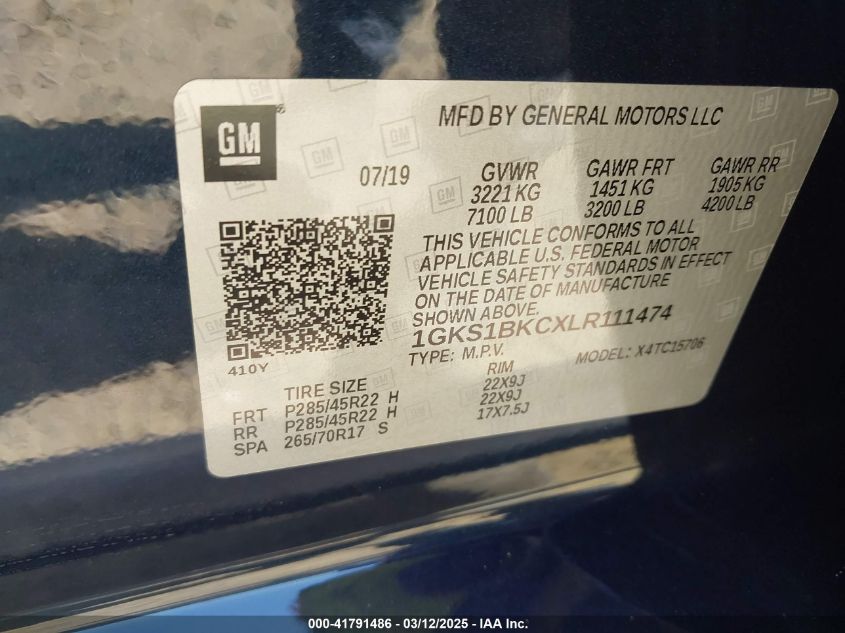 GM®
MFD BY GENERAL MOTORS LLC
07/19
GVWR GAWR FRT GAWR RR
3221 KG 1451 KG 1905 KG
7100 LB 3200 LB 4200 LB
THIS VEHICLE CONFORMS TO ALL
APPLICABLE U.S. FEDERAL MOTOR
VEHICLE SAFETY STANDARDS IN EFFECT
ON THE DATE OF MANUFACTURE
SHOWN ABOVE.
1GKS1BKCXLR111474
TYPE: M.P.V. MODEL: X4TC15706
410Y
TIRE SIZE RIM
FRT P285/45R22 H 22X9J
RR P285/45R22 H 22X9J
SPA 265/70R17 S 17X7.5J
000-41791486 - 03/12/2025 - IAA Inc.